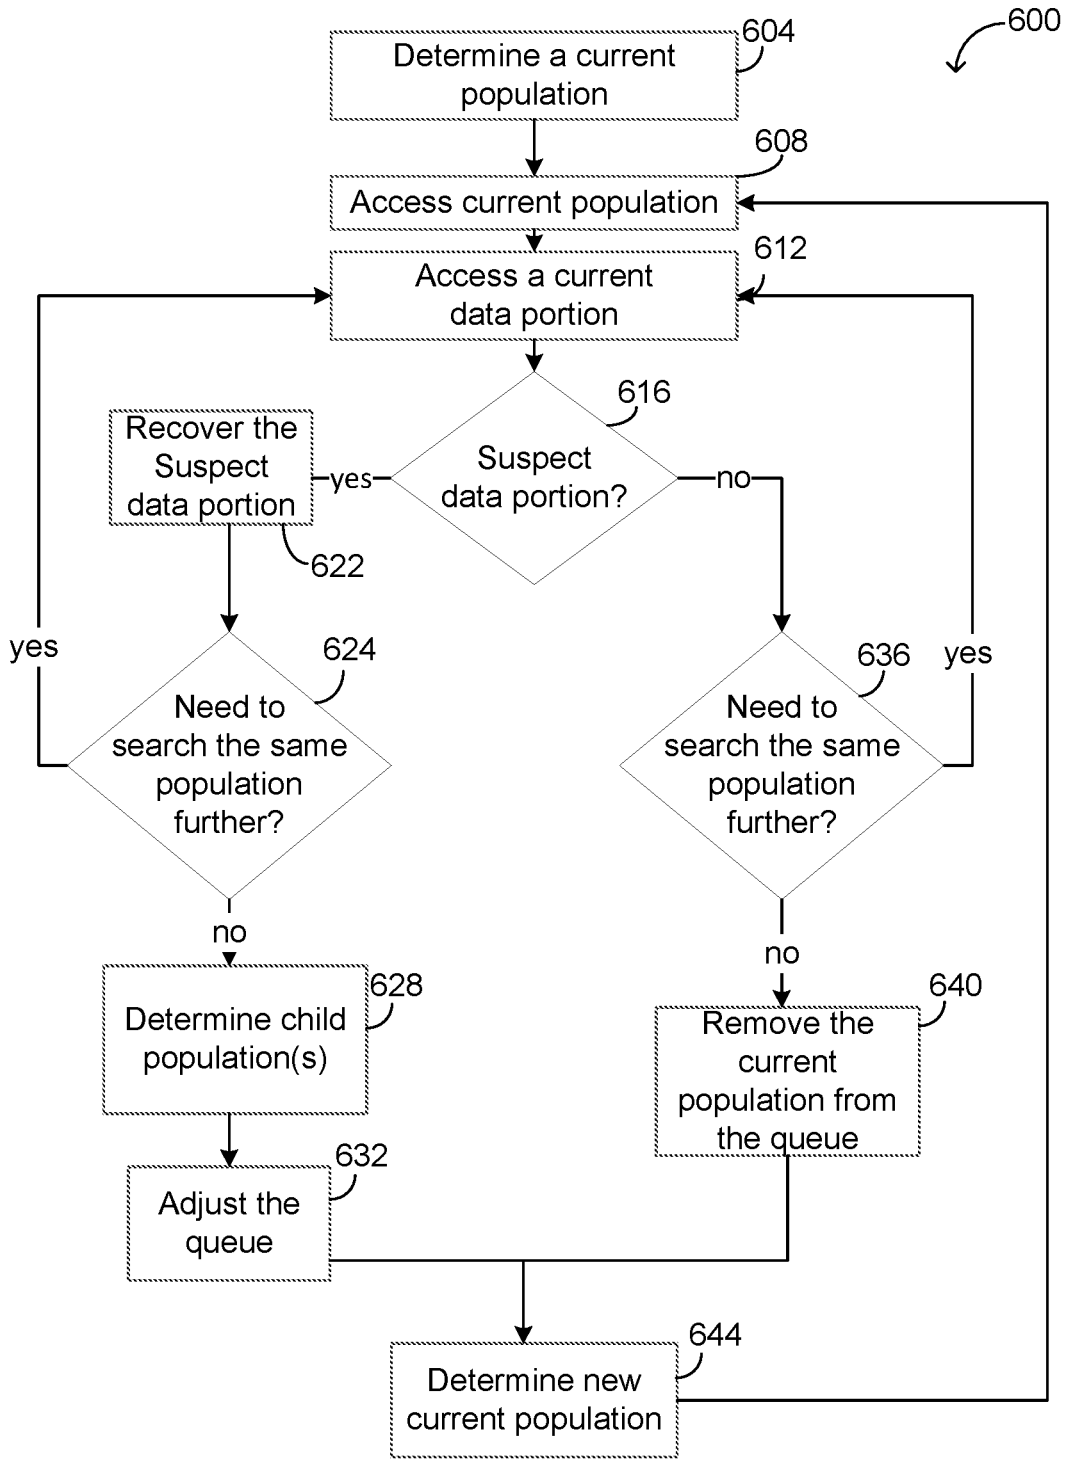 600
604
Determine a current
population
608
Access current population
612
Access a current
data portion
616
Suspect
data portion?
yes
no
Recover the
Suspect
data portion
622
624
Need to
search the same
population
further?
yes
no
636
Need to
search the same
population
further?
yes
no
628
Determine child
population(s)
640
Remove the
current
population from
the queue
632
Adjust the
queue
644
Determine new
current population